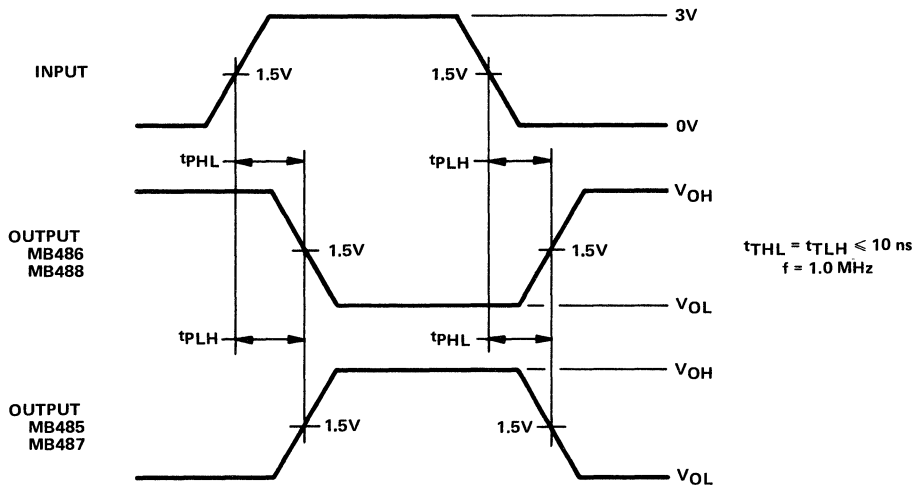 3V
INPUT
1.5V
1.5V
0V
tPHL
tPLH
VOH
OUTPUT
MB486
MB488
1.5V
1.5V
tTHL = tTLH ⩽ 10 ns
f = 1.0 MHz
VOL
tPLH
tPHL
VOH
OUTPUT
MB485
MB487
1.5V
1.5V
VOL